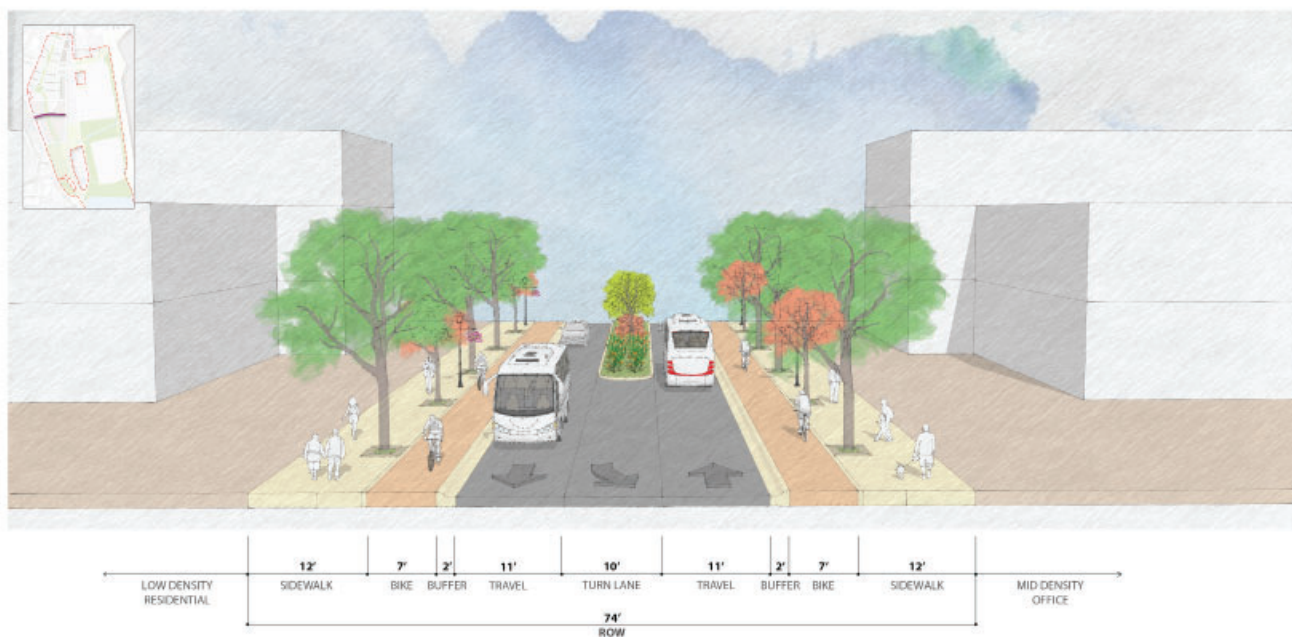 12' 7' 2' 11' 10' 11' 2' 7' 12'
LOW DENSITY RESIDENTIAL SIDEWALK BIKE BUFFER TRAVEL TURN LANE TRAVEL BUFFER BIKE SIDEWALK MID DENSITY OFFICE
74'
ROW